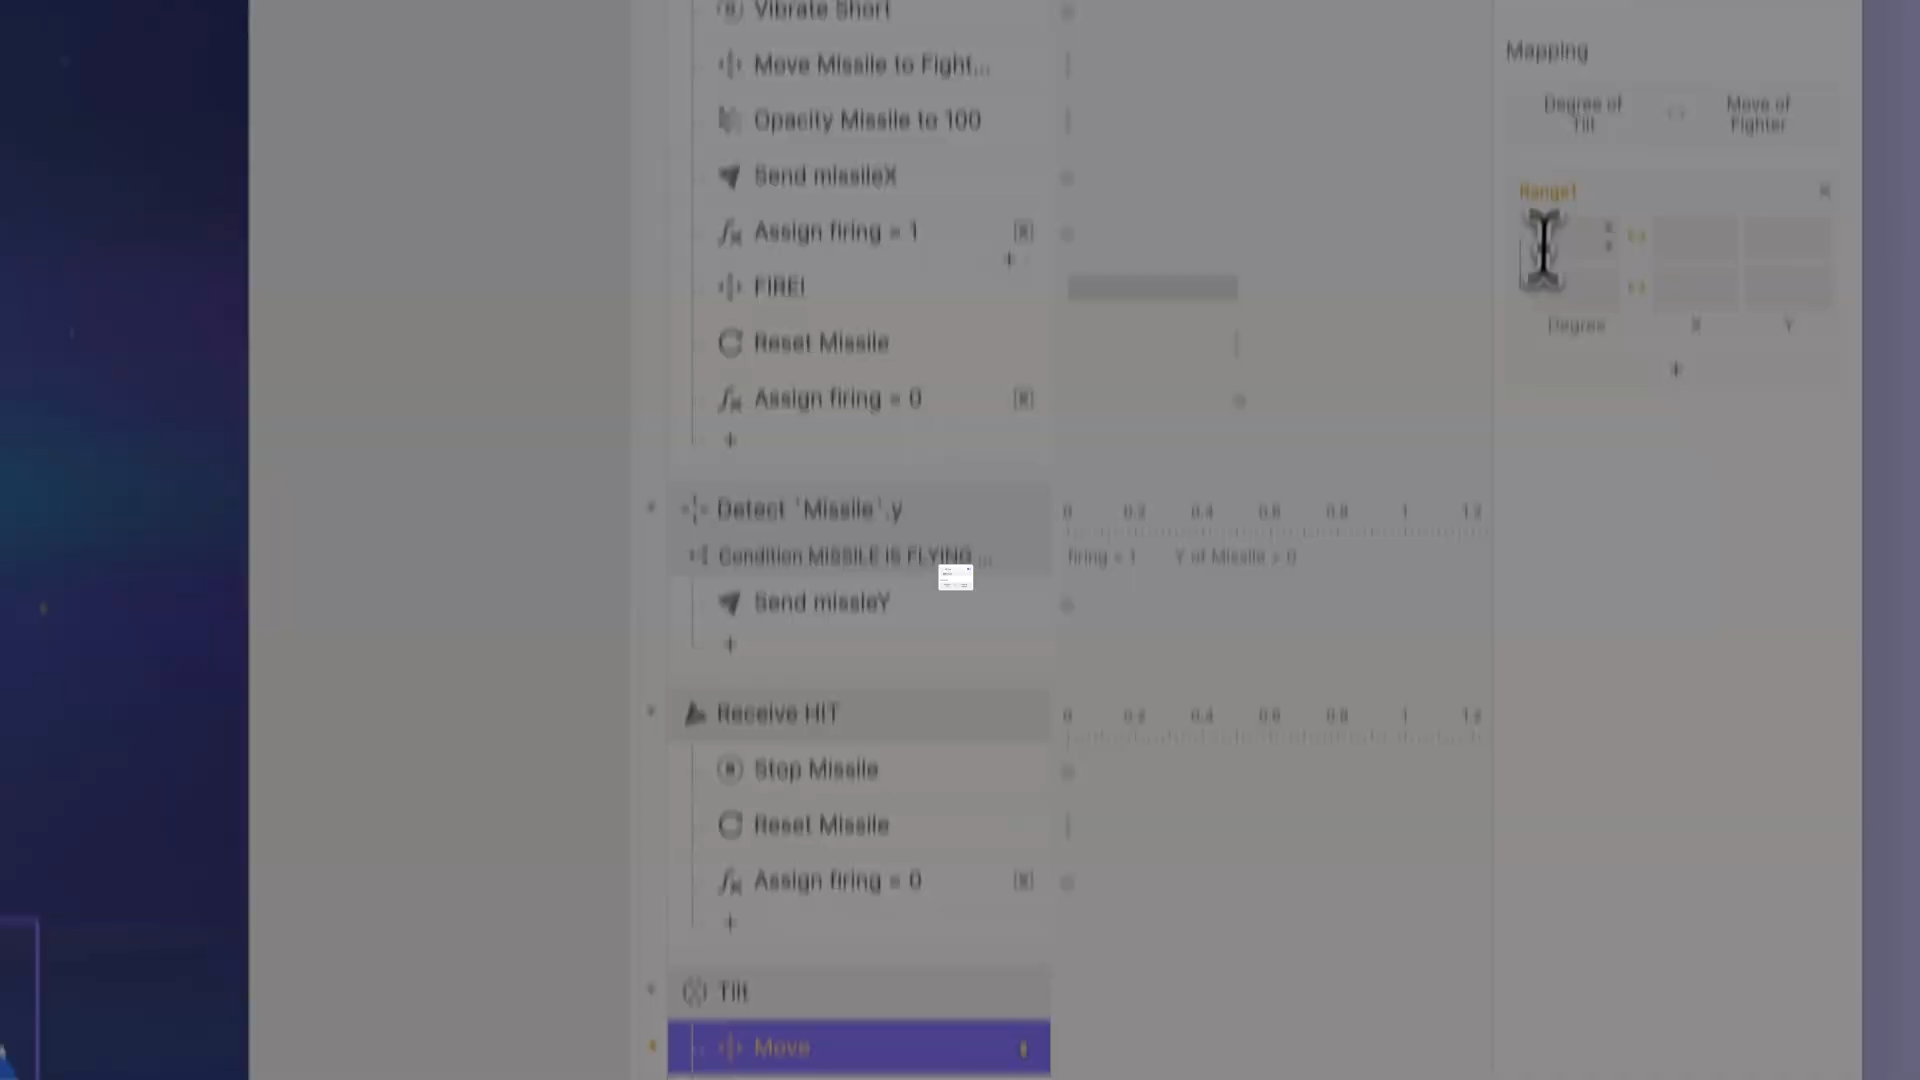 Vibrate Short
Move Missile to Fight...
Opacity Missile to 100
Send missileX
Assign firing = 1
FIRE!
Reset Missile
Assign firing = 0
Detect `Missile`.y
0 0.2 0.4 0.6 0.8 1 1.2
Condition MISSILE IS FLYING ...
firing = 1 Y of Missile > 0
Send missleY
Receive HIT
0 0.2 0.4 0.6 0.8 1 1.2
Stop Missile
Reset Missile
Assign firing = 0
Tilt
Move
Mapping
Degree of
Tilt
Move of
Fighter
Range1
Degree X Y